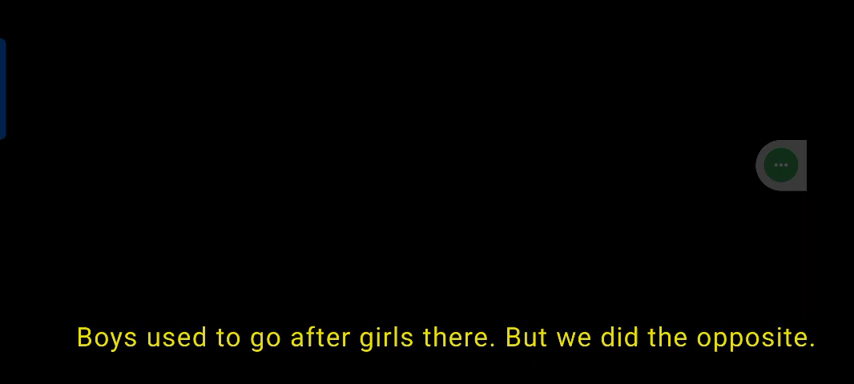 Boys used to go after girls there. But we did the opposite.